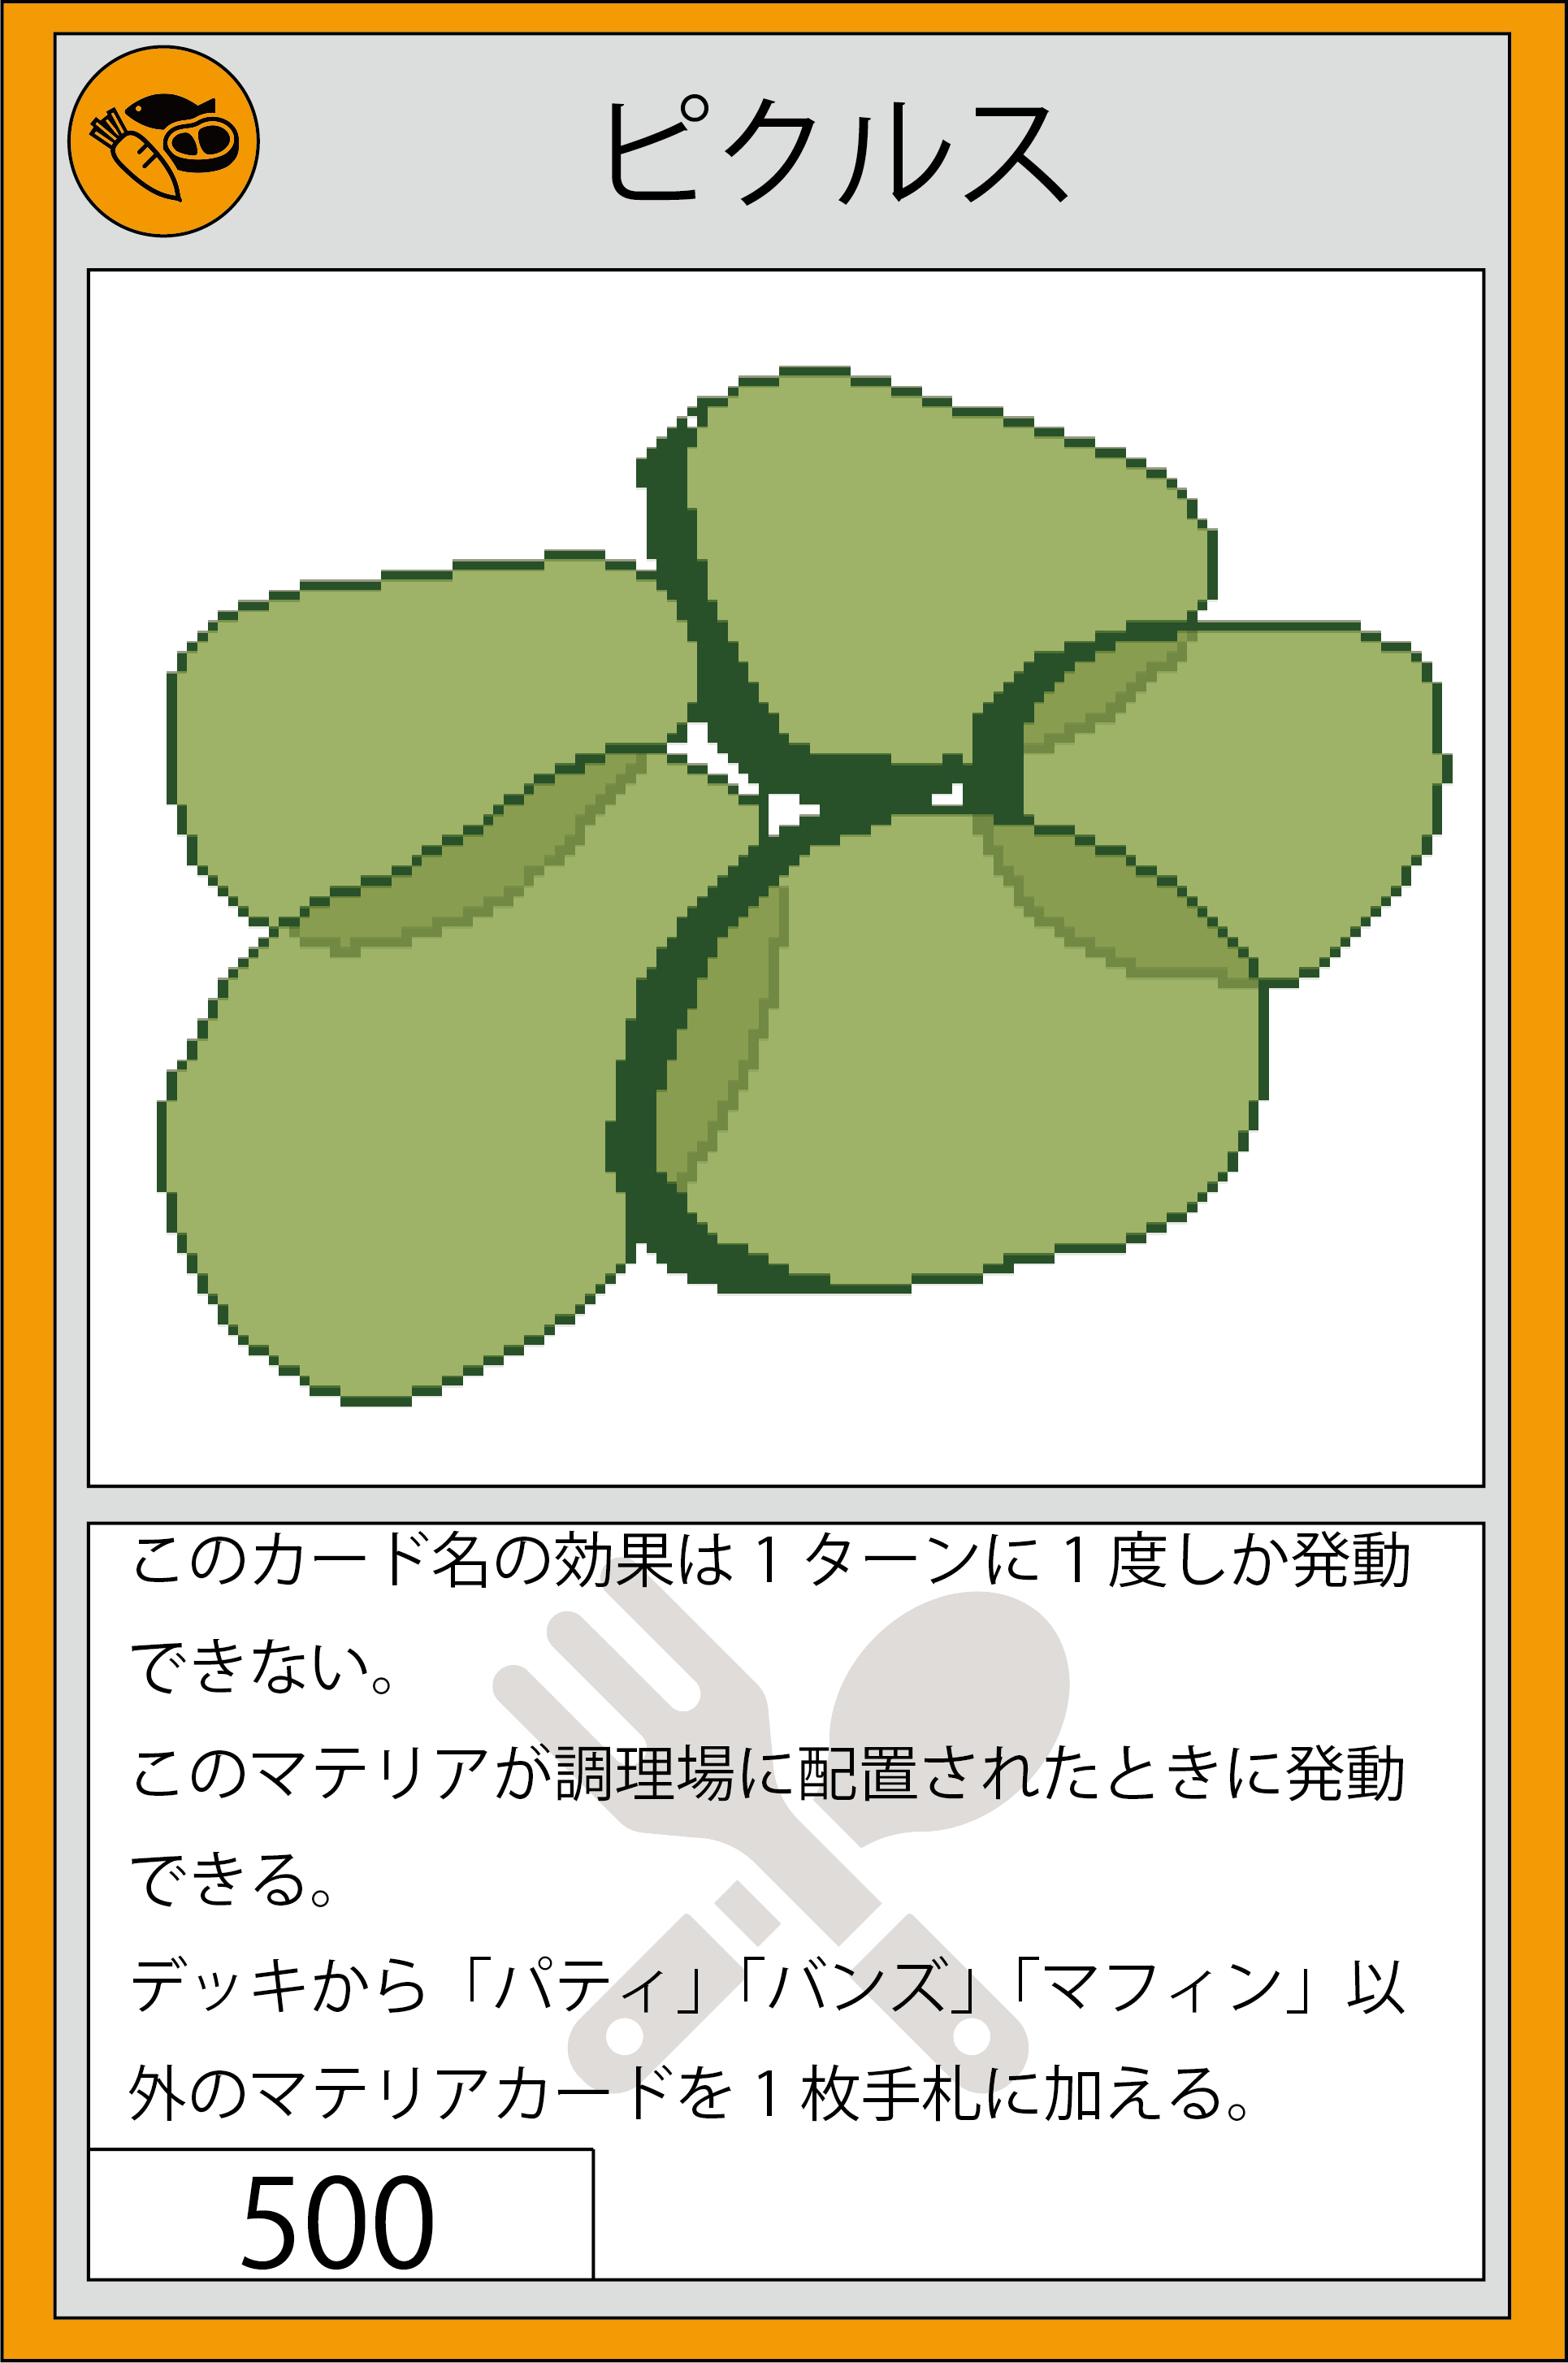 ピクルス
このカード名の効果は1ターンに1度しか発動
できない。
このマテリアが調理場に配置されたときに発動
できる。
デッキから「パティ」「バンズ」「マフィン」以
外のマテリアカードを1枚手札に加える。
500